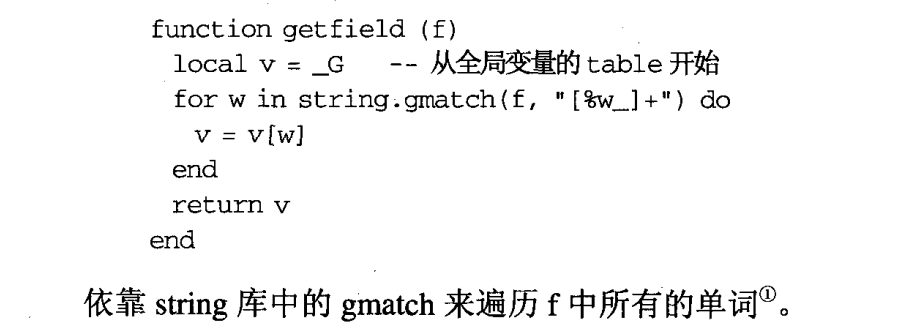 function getfield (f)
local v = _G -- 从全局变量的 table 开始
for w in string.gmatch(f, "[%w_]+") do
v = v[w]
end
return v
end
依靠 string 库中的 gmatch 来遍历 f 中所有的单词①。